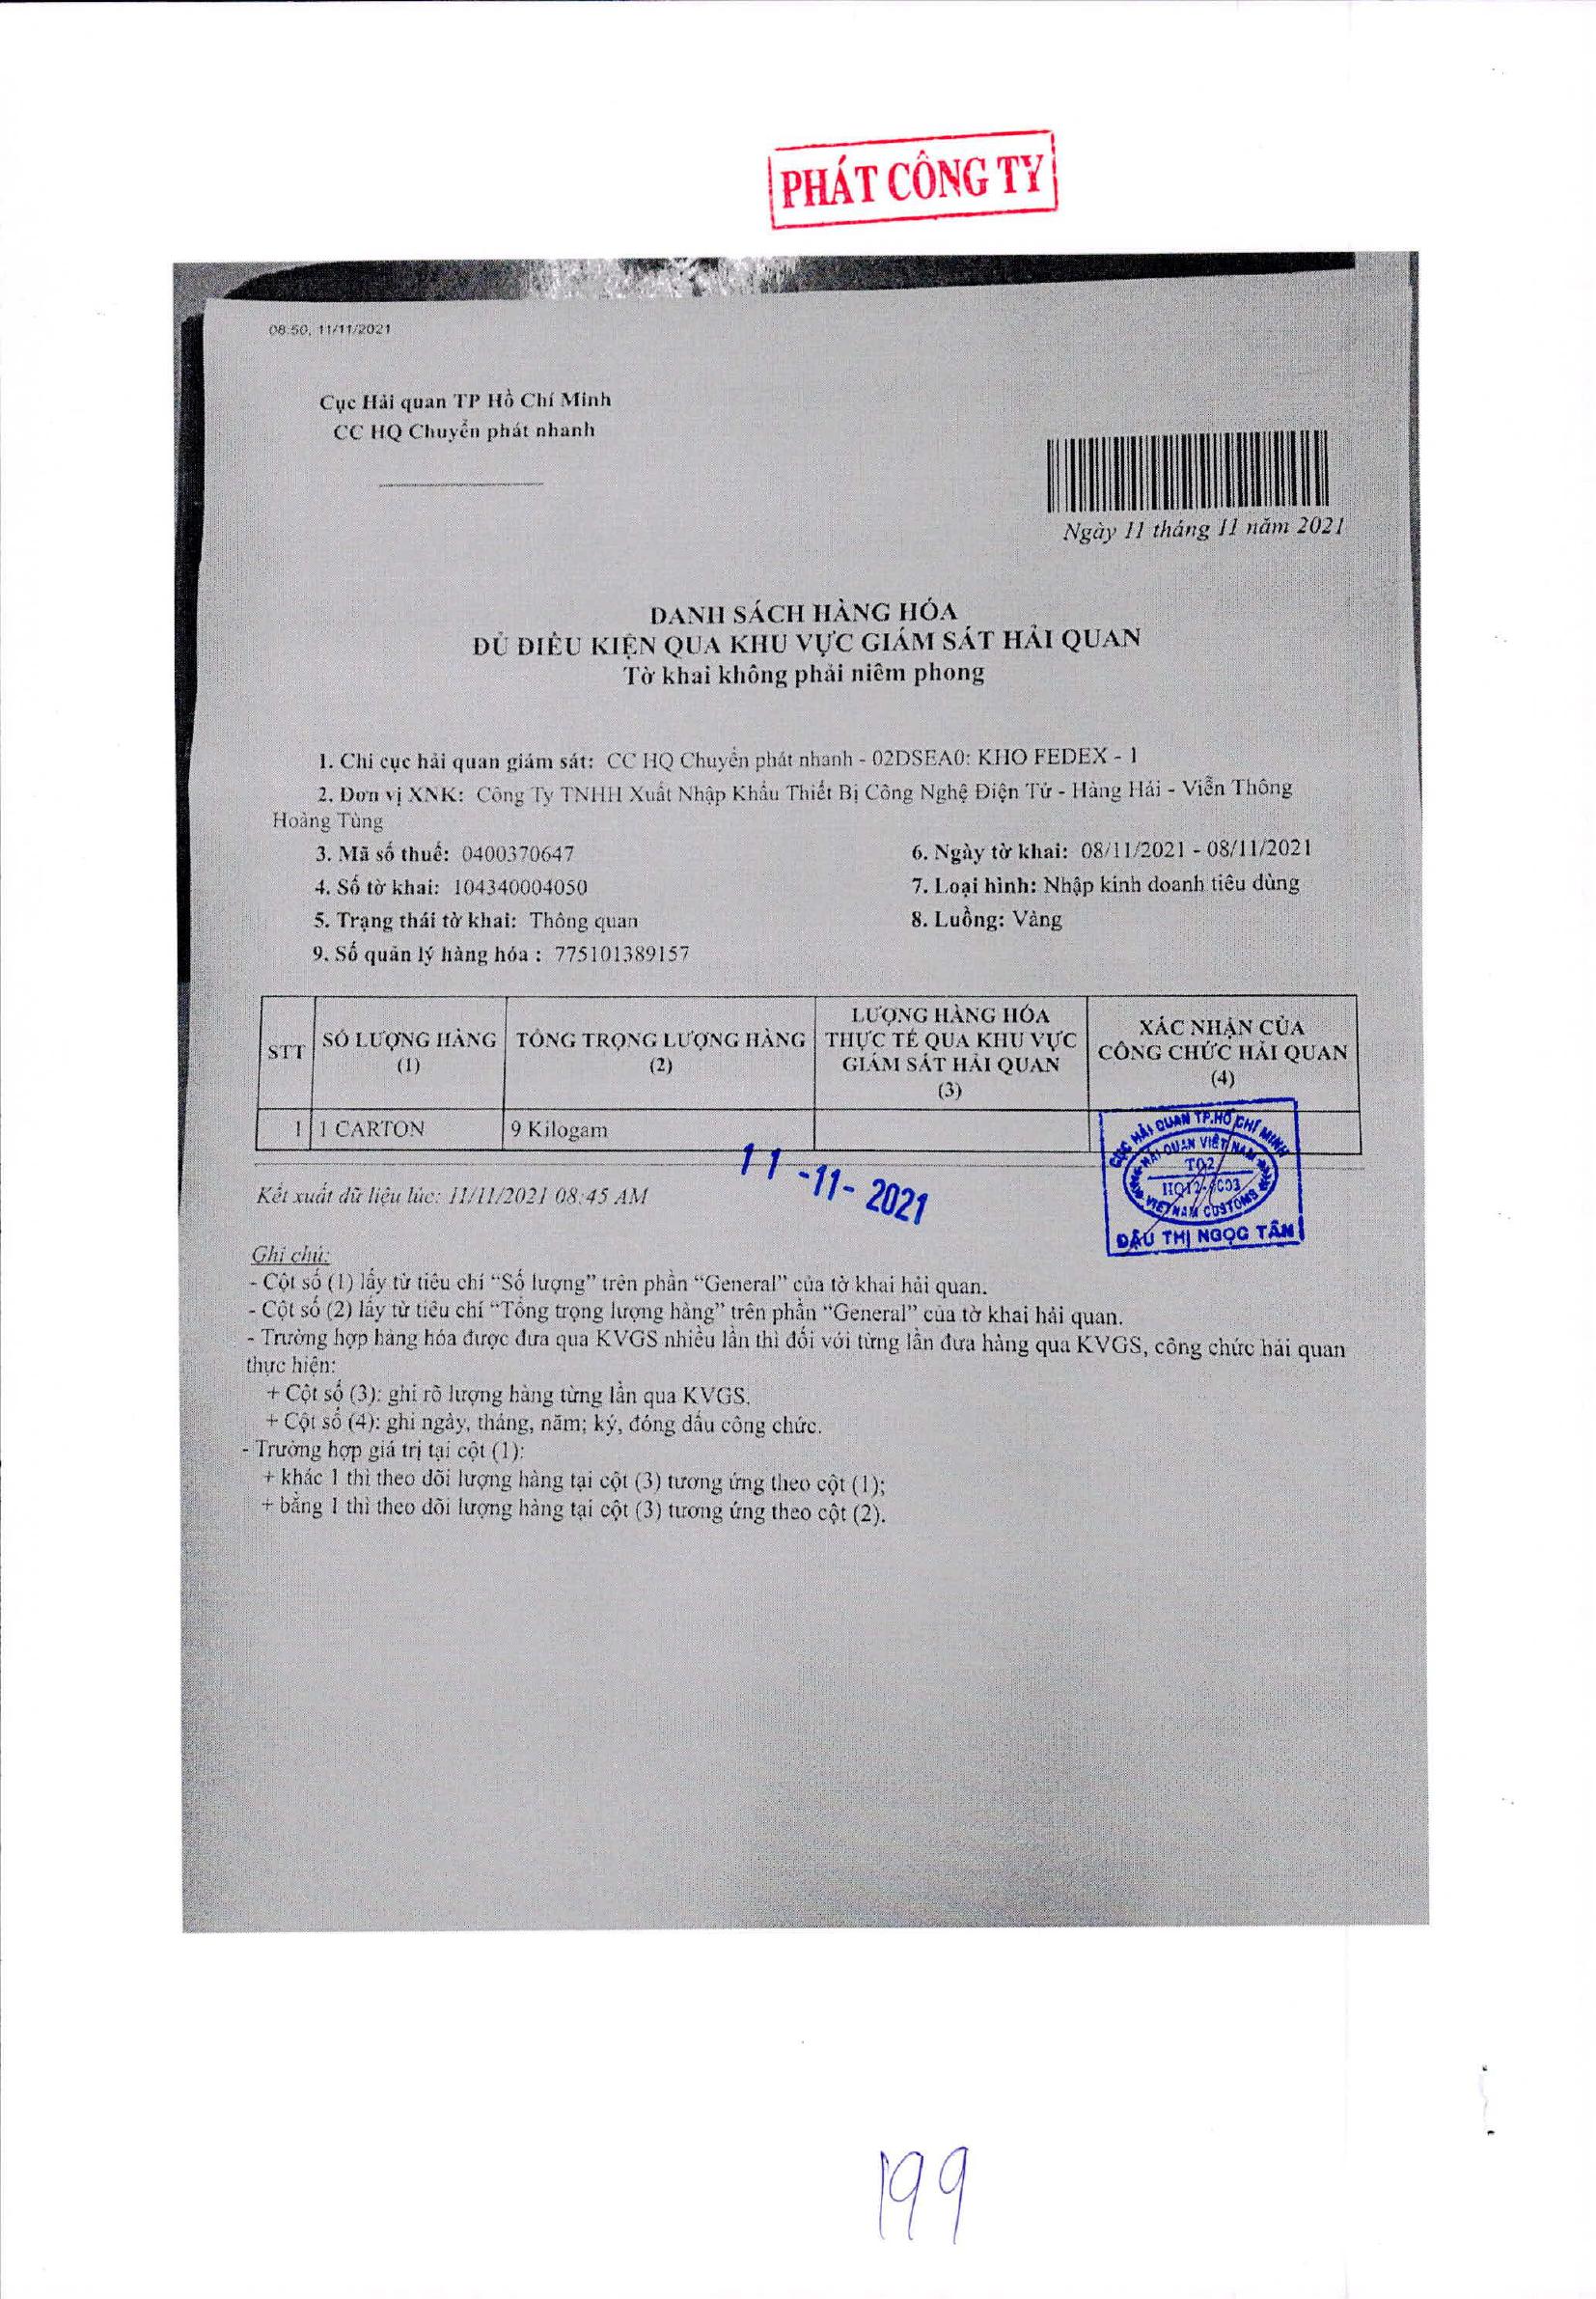 PHÁT CÔNG TY
08:50, 11/11/2021
Cục Hải quan TP Hồ Chí Minh
CC HQ Chuyển phát nhanh
Ngày 11 tháng 11 năm 2021
DANH SÁCH HÀNG HÓA
ĐỦ ĐIỀU KIỆN QUA KHU VỰC GIÁM SÁT HẢI QUAN
Tờ khai không phải niêm phong
1. Chi cục hải quan giám sát: CC HQ Chuyển phát nhanh - 02DSEA0: KHO FEDEX - 1
2. Đơn vị XNK: Công Ty TNHH Xuất Nhập Khẩu Thiết Bị Công Nghệ Điện Tử - Hàng Hải - Viễn Thông
Hoàng Tùng
3. Mã số thuế: 0400370647
6. Ngày tờ khai: 08/11/2021 - 08/11/2021
4. Số tờ khai: 104340004050
7. Loại hình: Nhập kinh doanh tiêu dùng
5. Trạng thái tờ khai: Thông quan
8. Luồng: Vàng
9. Số quản lý hàng hóa : 775101389157
STT
SỐ LƯỢNG HÀNG
(1)
TỔNG TRỌNG LƯỢNG HÀNG
(2)
LƯỢNG HÀNG HÓA
THỰC TẾ QUA KHU VỰC
GIÁM SÁT HẢI QUAN
(3)
XÁC NHẬN CỦA
CÔNG CHỨC HẢI QUAN
(4)
1 1 CARTON 9 Kilogam
11 -11- 2021
CỤC HẢI QUAN TP.HỒ CHÍ MINH
HẢI QUAN VIỆT NAM
T02
VIETNAM CUSTOMS
ĐẬU THỊ NGỌC TÂN
Kết xuất dữ liệu lúc: 11/11/2021 08:45 AM
Ghi chú:
- Cột số (1) lấy từ tiêu chí “Số lượng” trên phần “General” của tờ khai hải quan.
- Cột số (2) lấy từ tiêu chí “Tổng trọng lượng hàng” trên phần “General” của tờ khai hải quan.
- Trường hợp hàng hóa được đưa qua KVGS nhiều lần thì đối với từng lần đưa hàng qua KVGS, công chức hải quan
thực hiện:
+ Cột số (3): ghi rõ lượng hàng từng lần qua KVGS.
+ Cột số (4): ghi ngày, tháng, năm; ký, đóng dấu công chức.
- Trường hợp giá trị tại cột (1):
+ khác 1 thì theo dõi lượng hàng tại cột (3) tương ứng theo cột (1);
+ bằng 1 thì theo dõi lượng hàng tại cột (3) tương ứng theo cột (2).
199